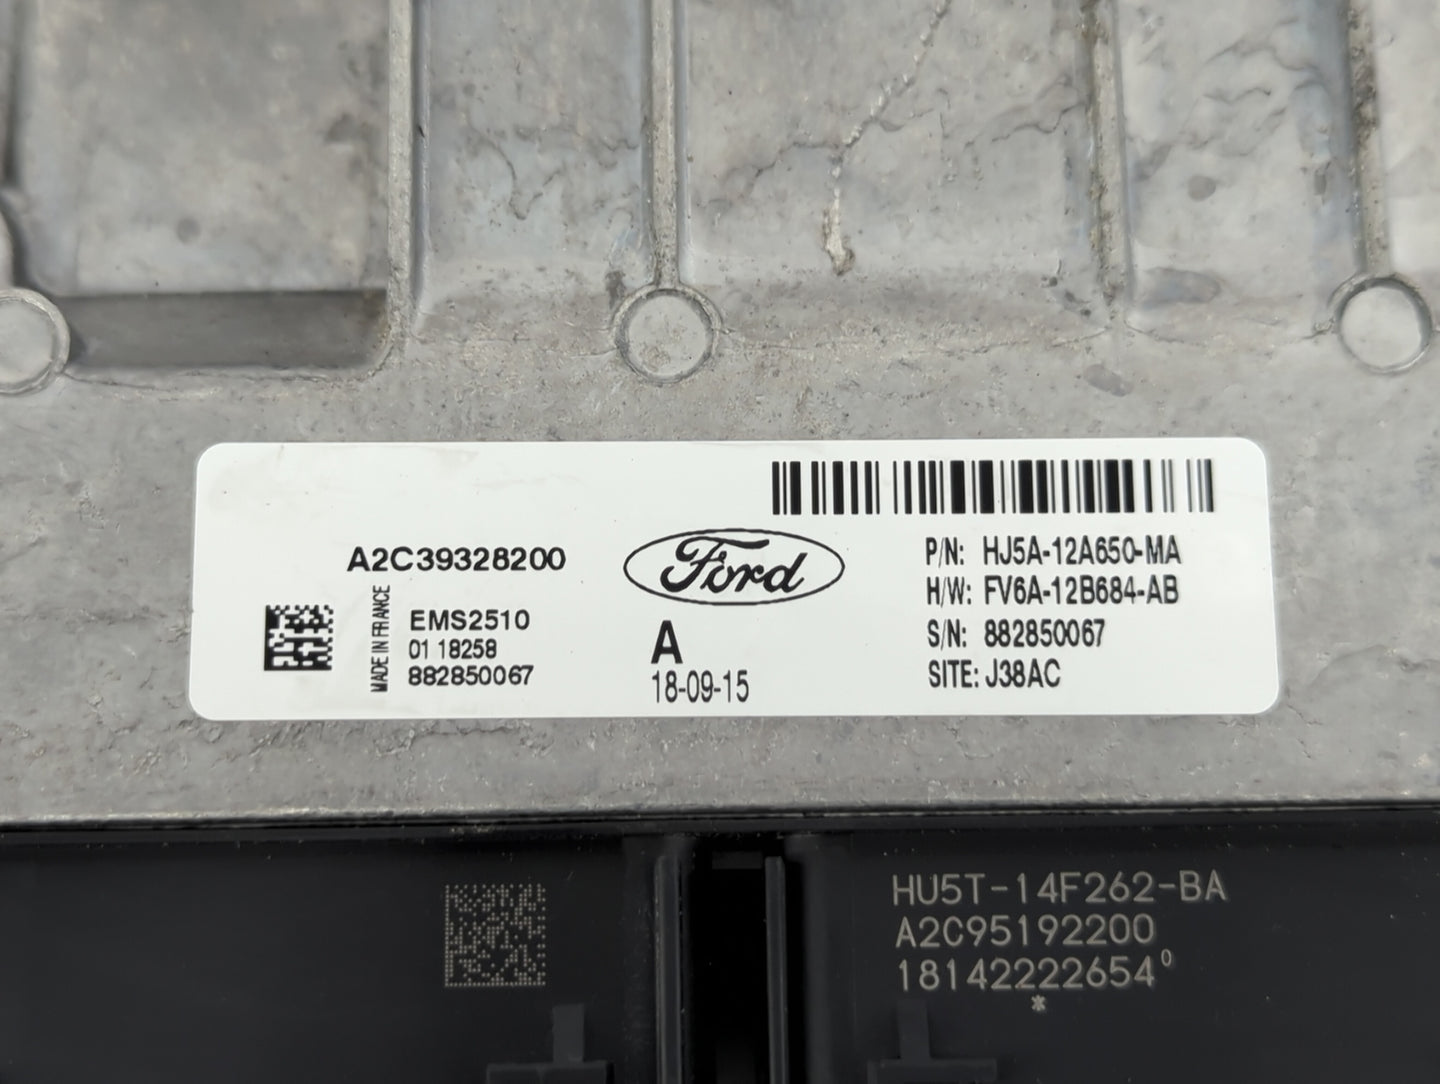 A2C39328200
MADE IN FRANCE
EMS2510
01 18258
882850067
Ford
A
18-09-15
P/N: HJ5A-12A650-MA
H/W: FV6A-12B684-AB
S/N: 882850067
SITE: J38AC
HU5T-14F262-BA
A2C95192200
18142222654⁰
*